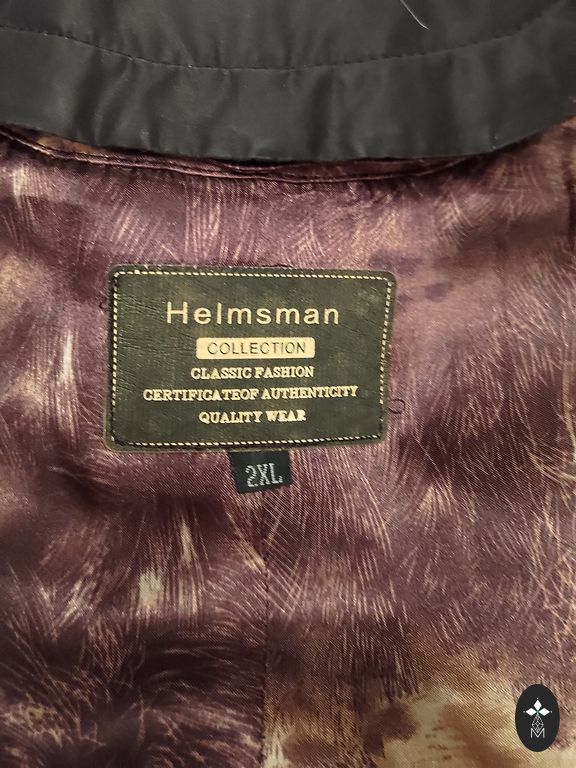 Helmsman
COLLECTION
CLASSIC FASHION
CERTIFICATEOF AUTHENTICITY
QUALITY WEAR
2XL